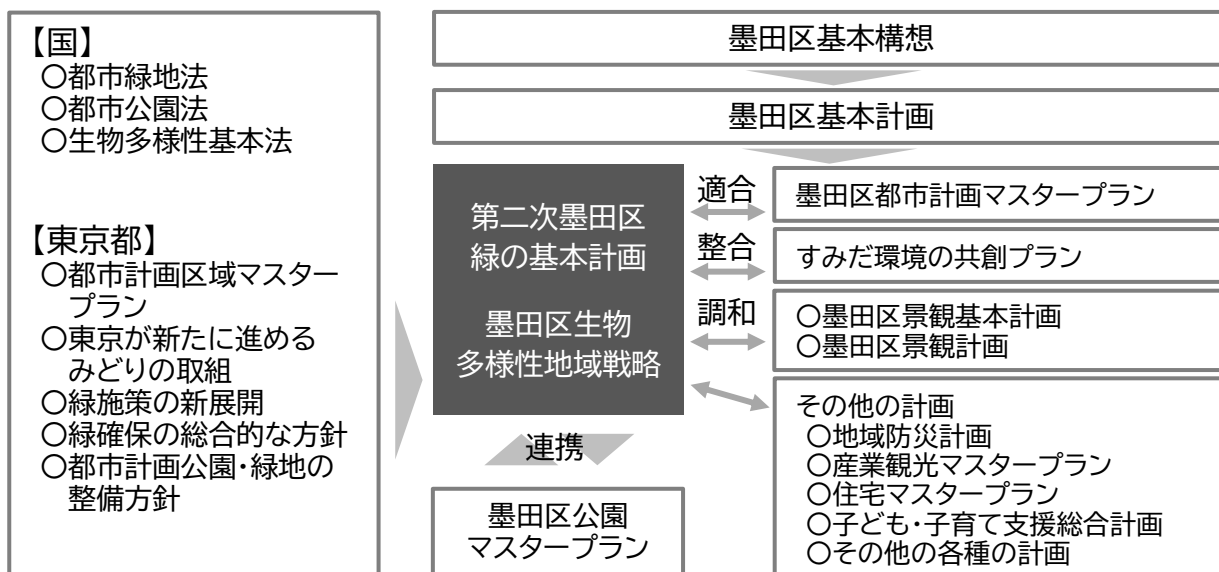 【国】
○都市緑地法
○都市公園法
○生物多様性基本法
【東京都】
○都市計画区域マスター
プラン
○東京が新たに進める
みどりの取組
○緑施策の新展開
○緑確保の総合的な方針
○都市計画公園・緑地の
整備方針
墨田区基本構想
墨田区基本計画
第二次墨田区
緑の基本計画
墨田区生物
多様性地域戦略
適合
墨田区都市計画マスタープラン
整合
すみだ環境の共創プラン
調和
○墨田区景観基本計画
○墨田区景観計画
その他の計画
○地域防災計画
○産業観光マスタープラン
○住宅マスタープラン
○子ども・子育て支援総合計画
○その他の各種の計画
連携
墨田区公園
マスタープラン